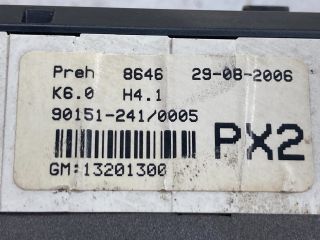 Preh 8646 29-08-2006
K6.0 H4.1
90151-241/0005
PX2
GM:13201300